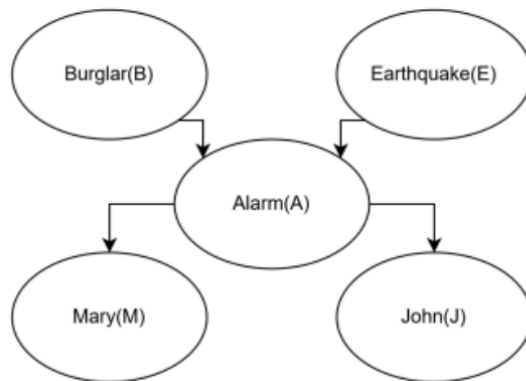 Burglar(B)
Earthquake(E)
Alarm(A)
Mary(M)
John(J)